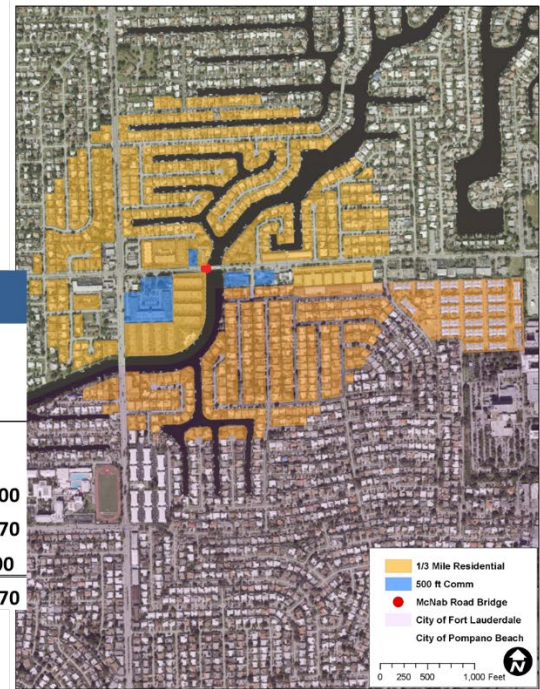 00
70
00
70
1/3 Mile Residential
500 ft Comm
McNab Road Bridge
City of Fort Lauderdale
City of Pompano Beach
N
0 250 500 1,000 Feet